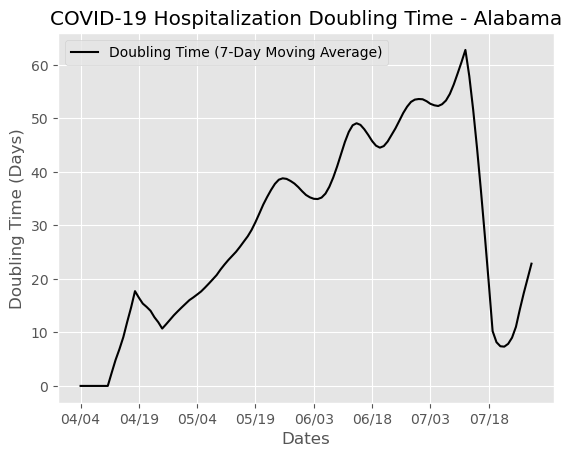 COVID-19 Hospitalization Doubling Time - Alabama
Doubling Time (7-Day Moving Average)
Doubling Time (Days)
60
50
40
30
20
10
0
04/04 04/19 05/04 05/19 06/03 06/18 07/03 07/18
Dates